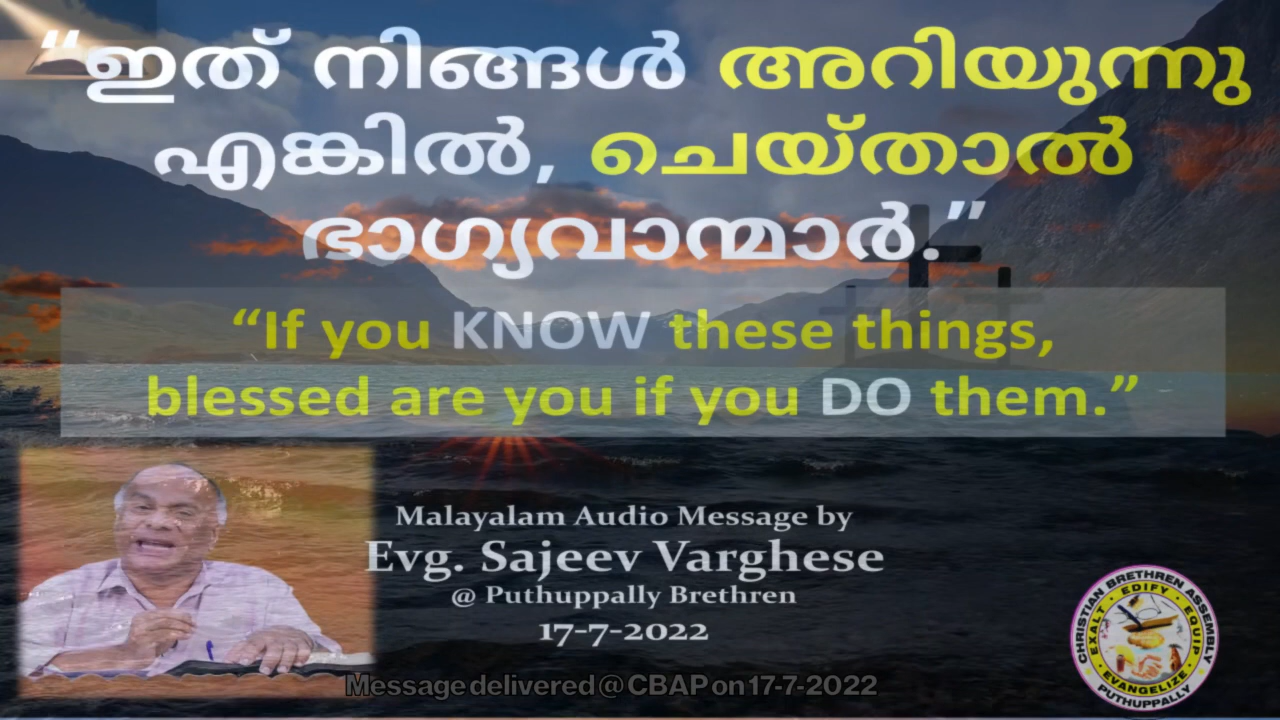 “ഇത് നിങ്ങൾ അറിയുന്നു
എങ്കിൽ, ചെയ്താൽ
ഭാഗ്യവാന്മാർ.”
“If you KNOW these things,
blessed are you if you DO them.”
Malayalam Audio Message by
Evg. Sajeev Varghese
@ Puthuppally Brethren
17-7-2022
Message delivered @ CBAP on 17-7-2022
CHRISTIAN BRETHREN ASSEMBLY
EXALT · EDIFY · EQUIP
EVANGELIZE
PUTHUPPALLY